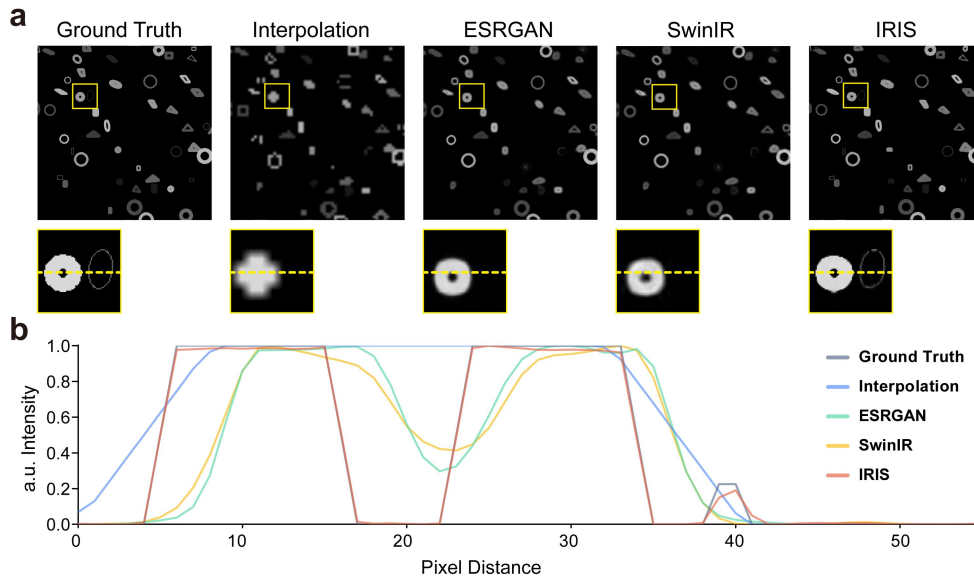 a
Ground Truth Interpolation ESRGAN SwinIR IRIS
b
1.0
0.8
0.6
0.4
0.2
0.0
a.u. Intensity
Ground Truth
Interpolation
ESRGAN
SwinIR
IRIS
0 10 20 30 40 50
Pixel Distance